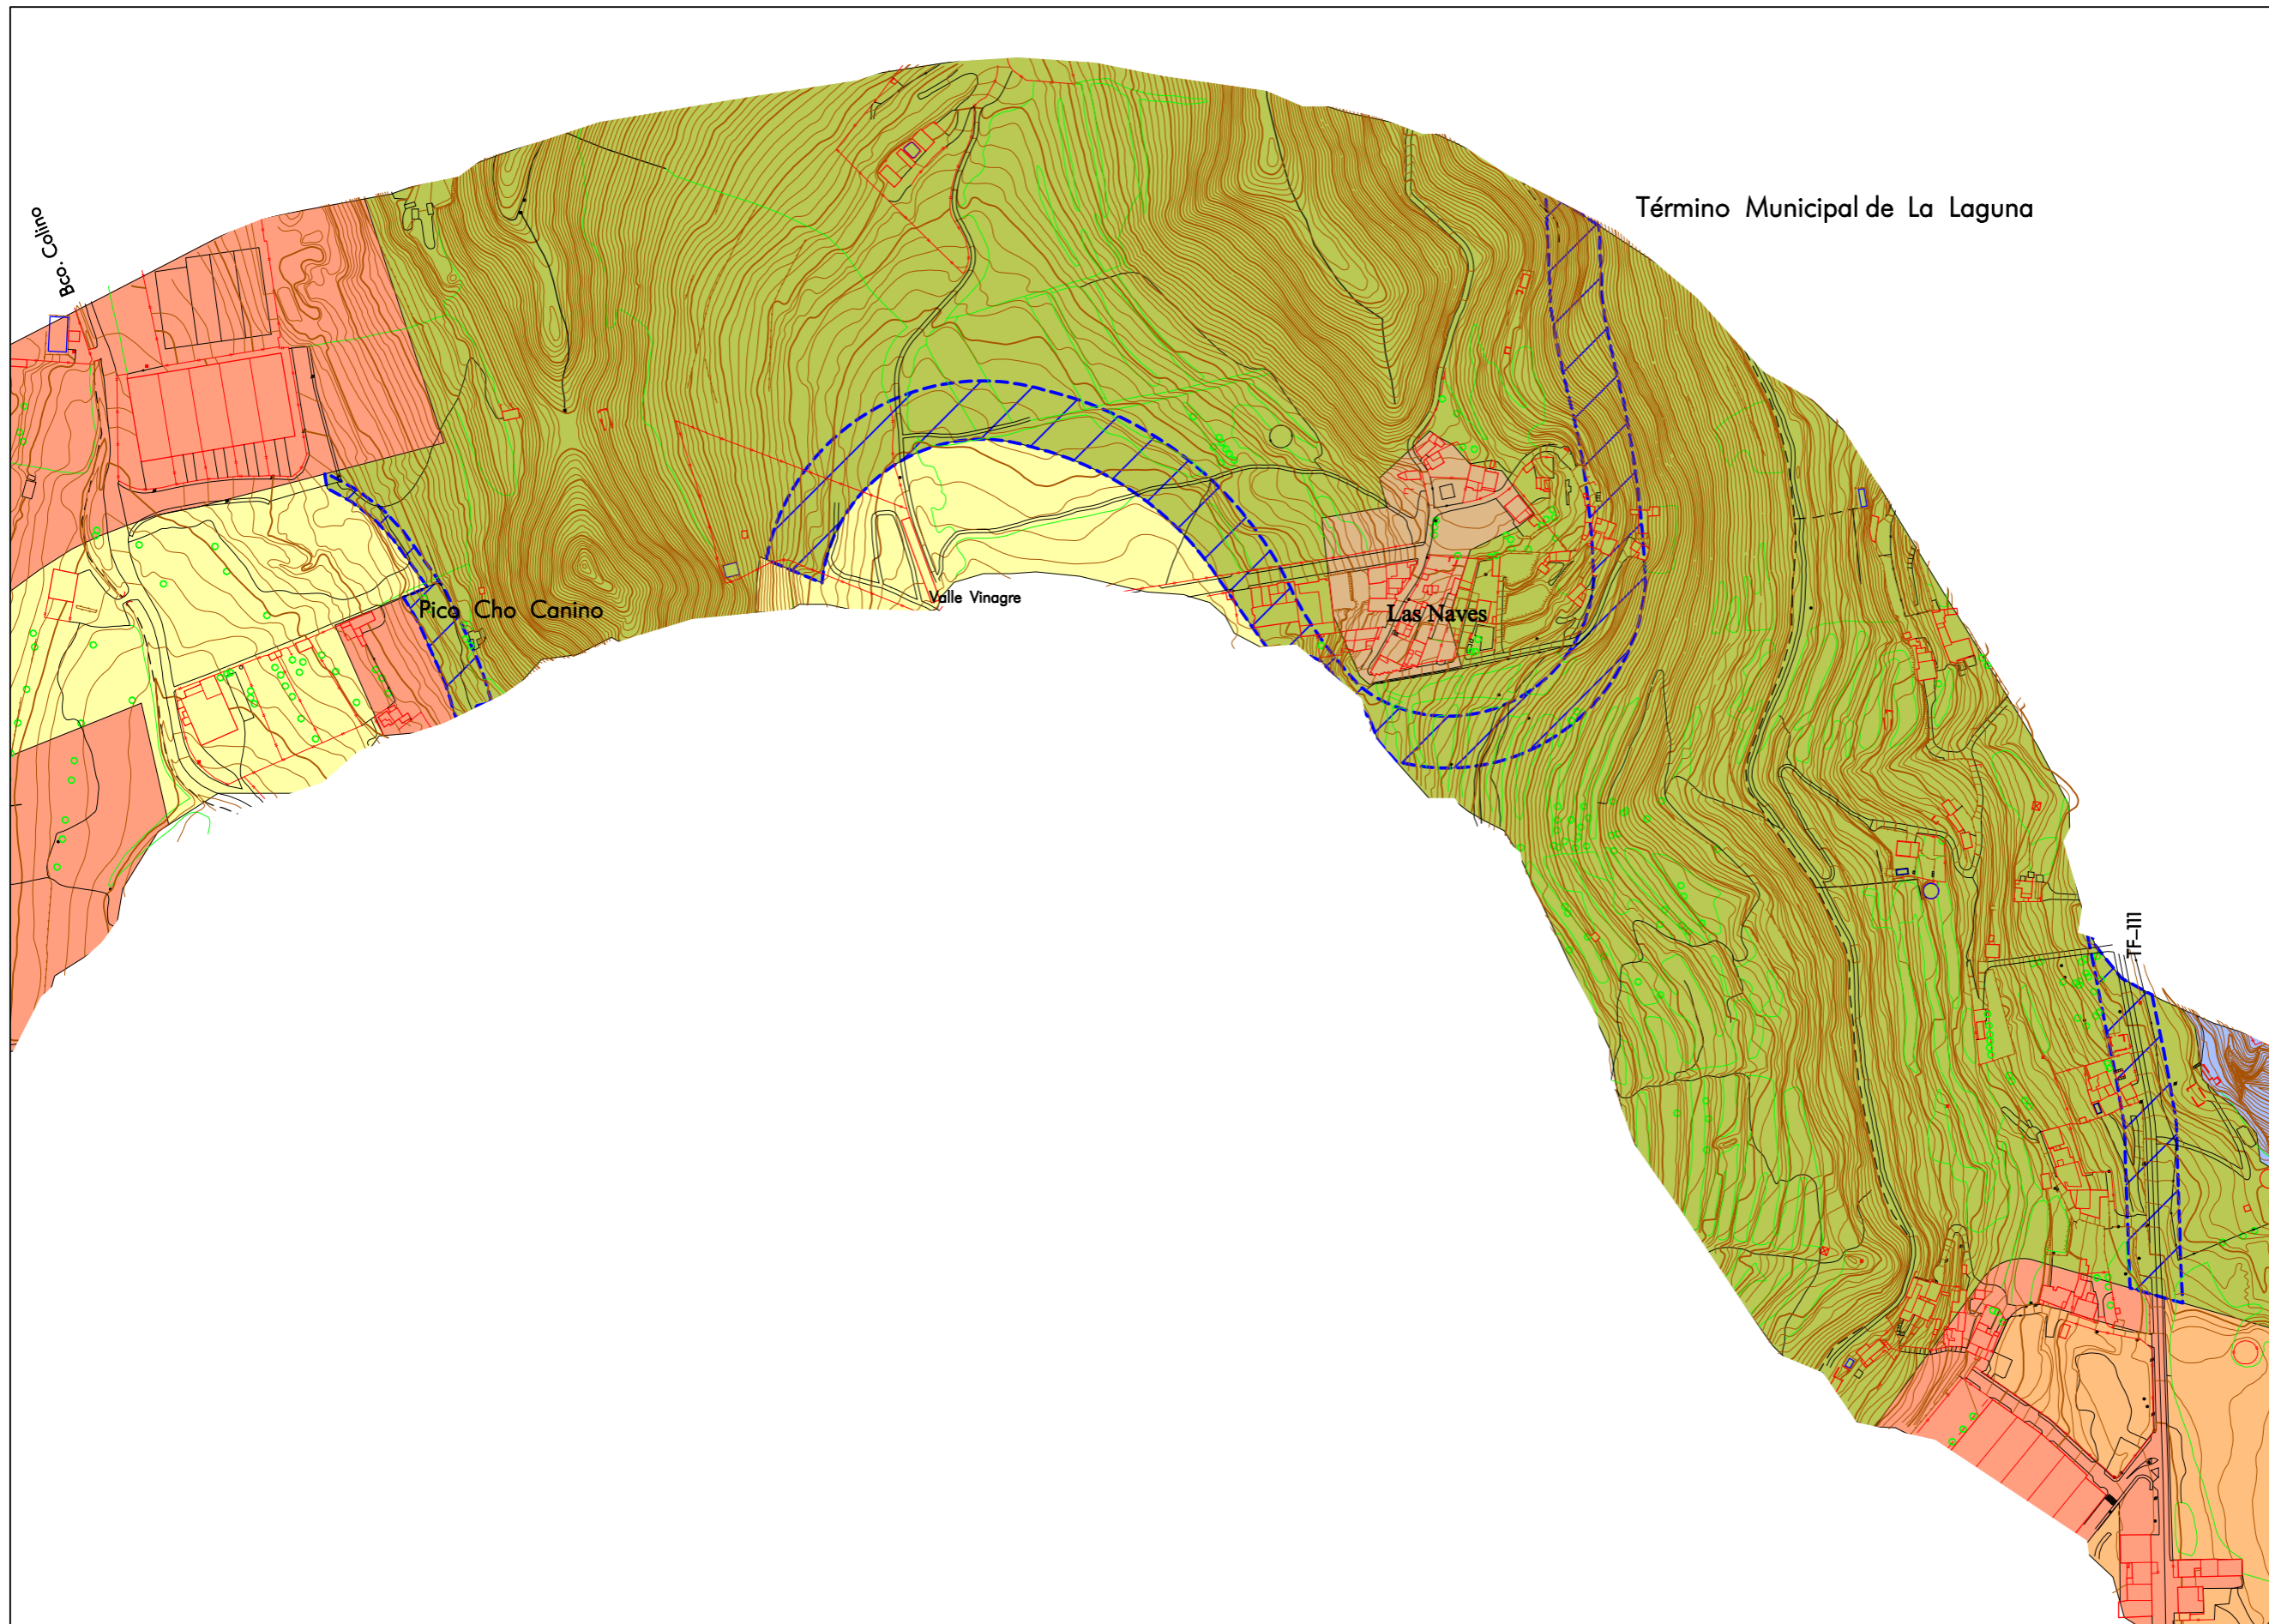 Término Municipal de La Laguna
Bco. Colino
Pico Cho Canino
Valle Vinagre
Las Naves
E
TF-111